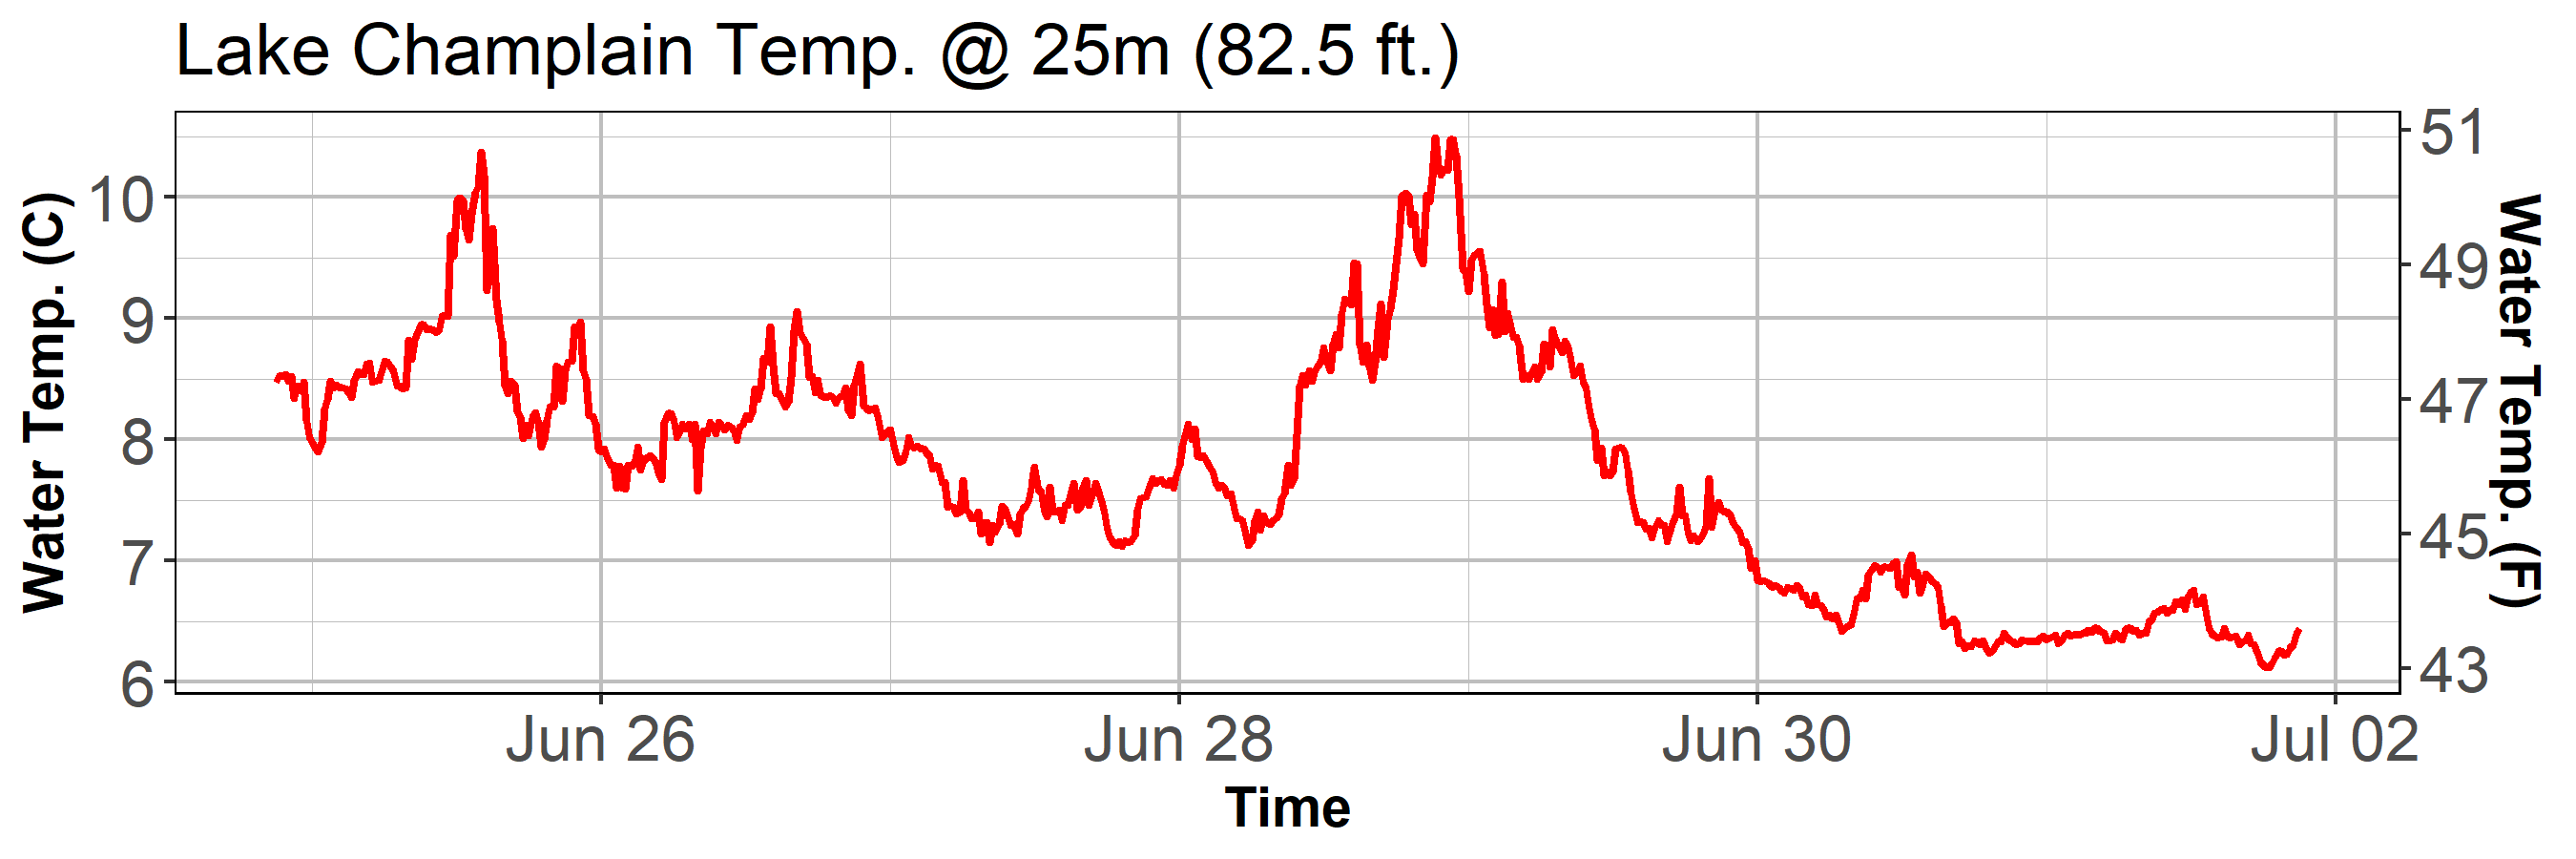 Lake Champlain Temp. @ 25m (82.5 ft.)
Water Temp. (C)
10
9
8
7
6
51
49
47
45
43
Water Temp. (F)
Jun 26
Jun 28
Jun 30
Jul 02
Time